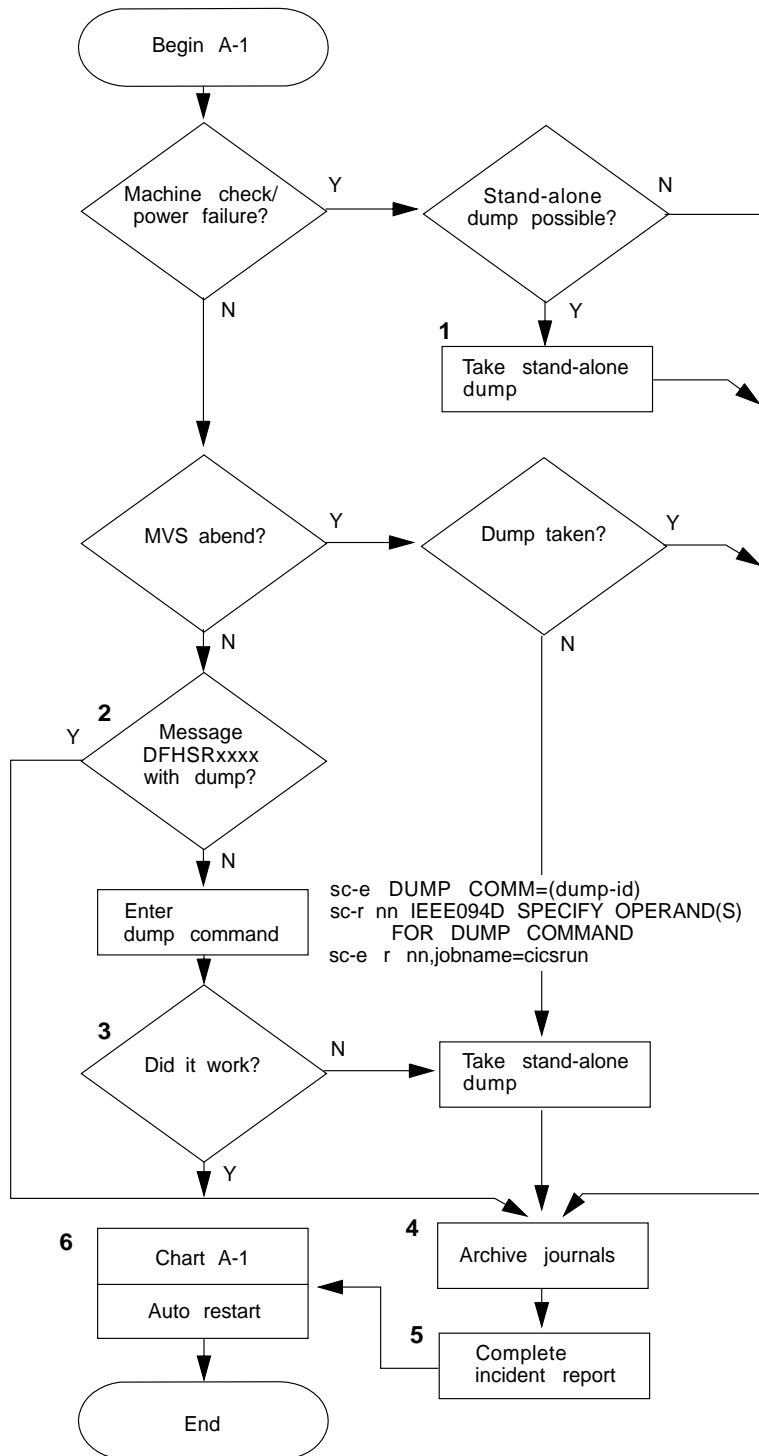 Begin A-1
Machine check/
power failure?
Y
Stand-alone
dump possible?
N
N
Y
1
Take stand-alone
dump
MVS abend?
Y
Dump taken?
Y
N
N
2
Y
Message
DFHSRxxxx
with dump?
N
Enter
dump command
sc-e DUMP COMM=(dump-id)
sc-r nn IEEE094D SPECIFY OPERAND(S)
FOR DUMP COMMAND
sc-e r nn,jobname=cicsrun
3
Did it work?
N
Take stand-alone
dump
Y
6
Chart A-1
Auto restart
4
Archive journals
5
Complete
incident report
End